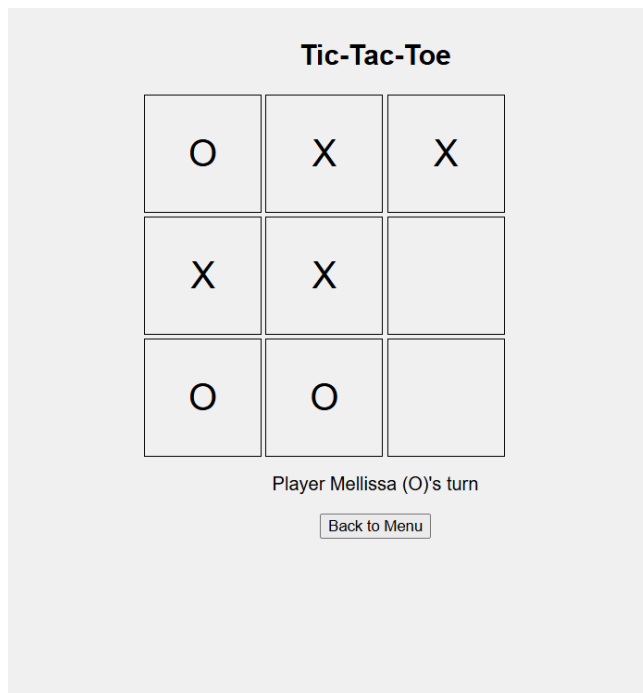 Tic-Tac-Toe
O X X
X X
O O
Player Mellissa (O)'s turn
Back to Menu